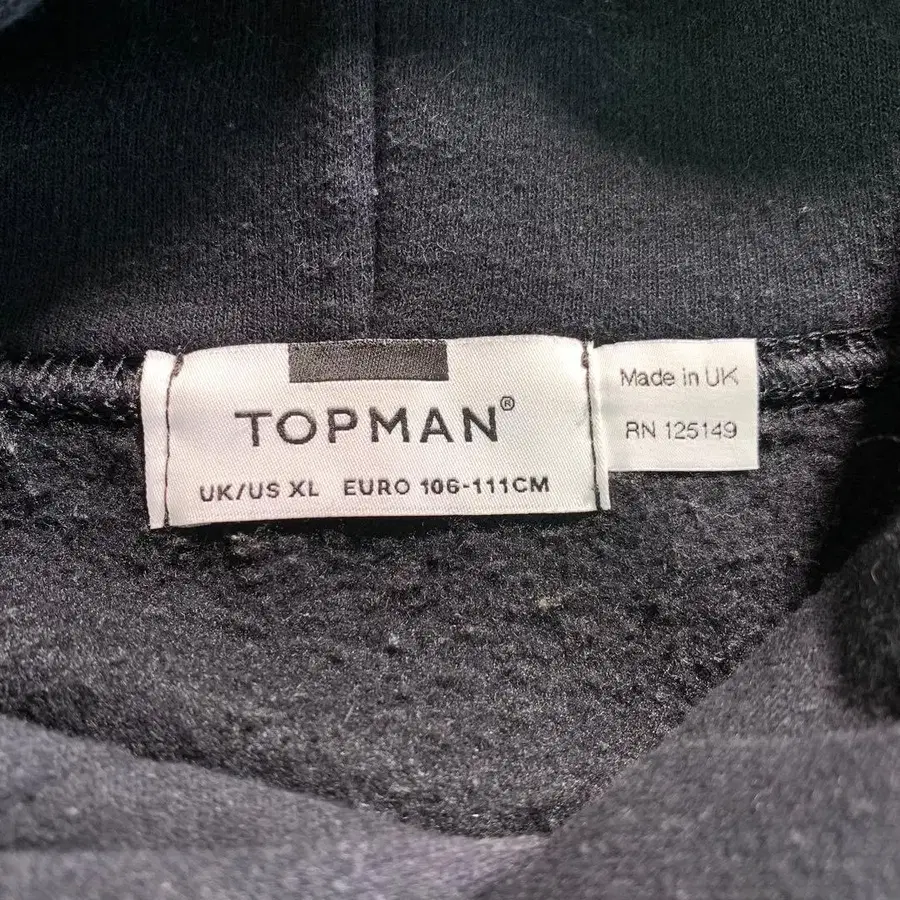 TOPMAN®
UK/US XL EURO 106-111CM
Made in UK
RN 125149